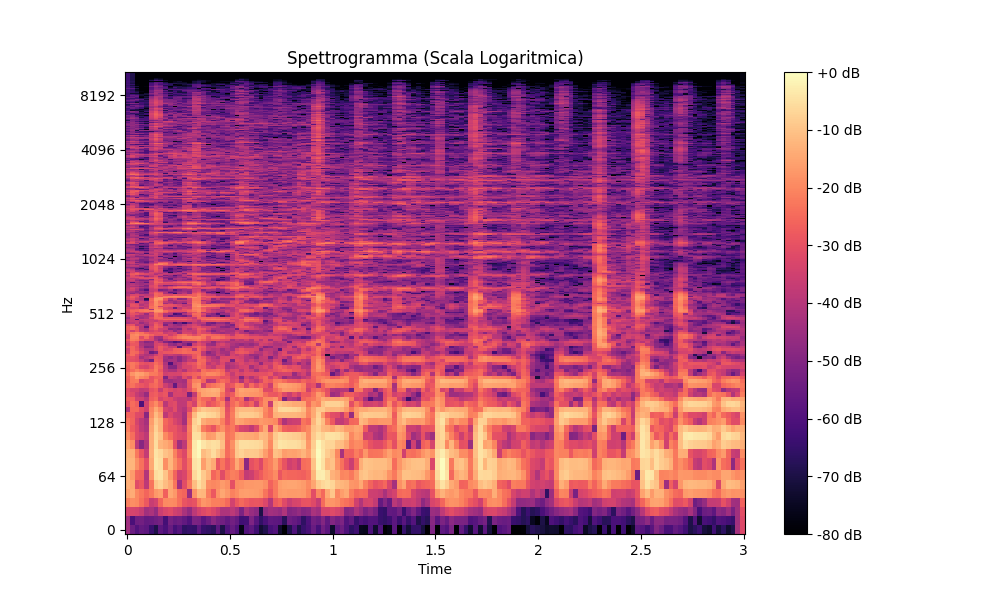 Spettrogramma (Scala Logaritmica)
Hz
8192
4096
2048
1024
512
256
128
64
0
0 0.5 1 1.5 2 2.5 3
Time
+0 dB
-10 dB
-20 dB
-30 dB
-40 dB
-50 dB
-60 dB
-70 dB
-80 dB